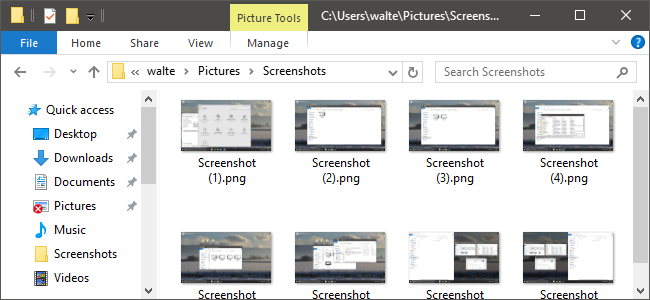 Picture Tools
C:\Users\walte\Pictures\Screens...
File
Home
Share
View
Manage
walte
Pictures
Screenshots
Search Screenshots
Quick access
Desktop
Downloads
Documents
Pictures
Music
Screenshots
Videos
Screenshot
(1).png
Screenshot
(2).png
Screenshot
(3).png
Screenshot
(4).png
Screenshot
Screenshot
Screenshot
Screenshot